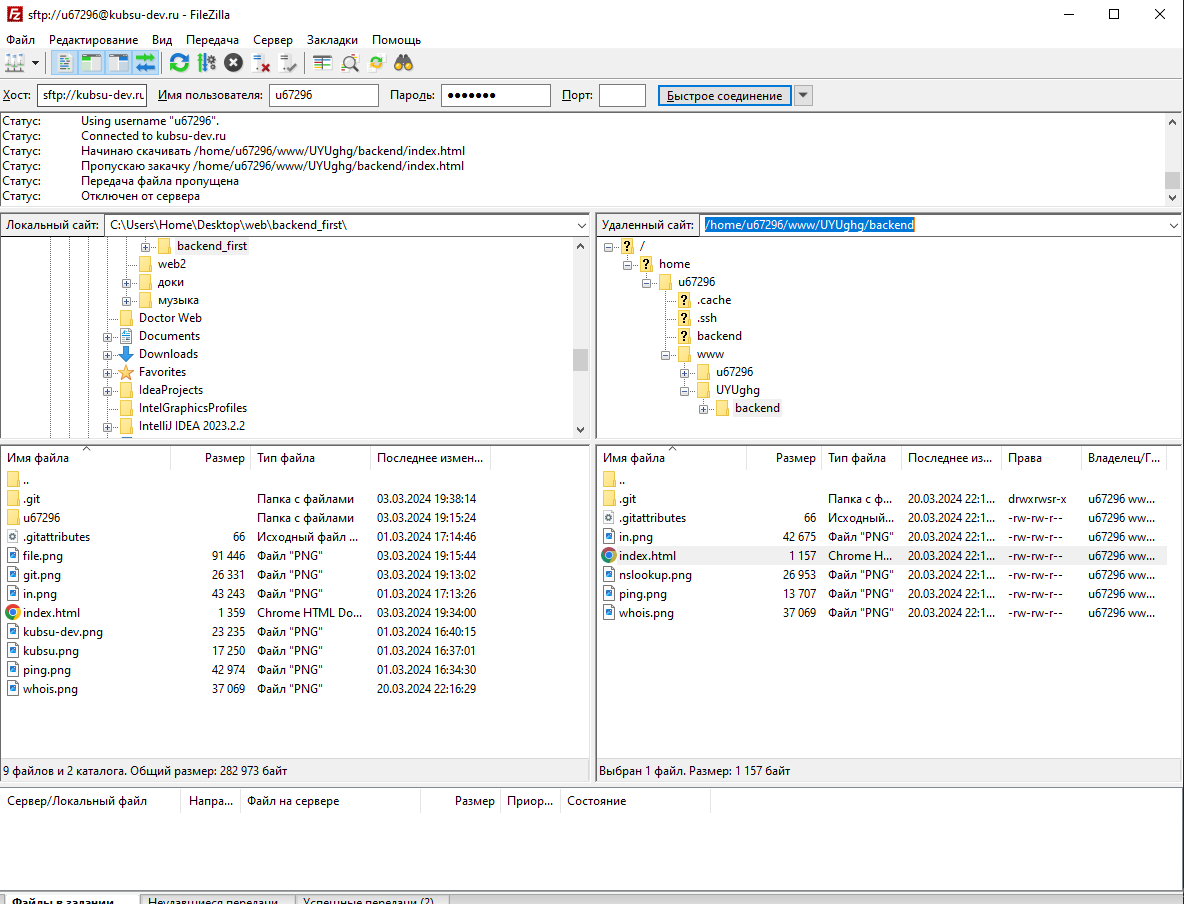 sftp://u67296@kubsu-dev.ru - FileZilla
Файл Редактирование Вид Передача Сервер Закладки Помощь
Хост: sftp://kubsu-dev.ru Имя пользователя: u67296 Пароль: ●●●●●●● Порт: Быстрое соединение
Статус: Using username "u67296".
Статус: Connected to kubsu-dev.ru
Статус: Начинаю скачивать /home/u67296/www/UYUghg/backend/index.html
Статус: Пропускаю закачку /home/u67296/www/UYUghg/backend/index.html
Статус: Передача файла пропущена
Статус: Отключен от сервера
Локальный сайт: C:\Users\Home\Desktop\web\backend_first\
backend_first
web2
доки
музыка
Doctor Web
Documents
Downloads
Favorites
IdeaProjects
IntelGraphicsProfiles
IntelliJ IDEA 2023.2.2
Удаленный сайт: /home/u67296/www/UYUghg/backend
/
home
u67296
.cache
.ssh
backend
www
u67296
UYUghg
backend
Имя файла Размер Тип файла Последнее измен...
..
.git Папка с файлами 03.03.2024 19:38:14
u67296 Папка с файлами 03.03.2024 19:15:24
.gitattributes 66 Исходный файл ... 01.03.2024 17:14:46
file.png 91 446 Файл "PNG" 03.03.2024 19:15:44
git.png 26 331 Файл "PNG" 03.03.2024 19:13:02
in.png 43 243 Файл "PNG" 01.03.2024 17:13:26
index.html 1 359 Chrome HTML Do... 03.03.2024 19:34:00
kubsu-dev.png 23 235 Файл "PNG" 01.03.2024 16:40:15
kubsu.png 17 250 Файл "PNG" 01.03.2024 16:37:01
ping.png 42 974 Файл "PNG" 01.03.2024 16:34:30
whois.png 37 069 Файл "PNG" 20.03.2024 22:16:29
9 файлов и 2 каталога. Общий размер: 282 973 байт
Имя файла Размер Тип файла Последнее из... Права Владелец/Г...
..
.git Папка с ф... 20.03.2024 22:1... drwxrwsr-x u67296 ww...
.gitattributes 66 Исходный... 20.03.2024 22:1... -rw-rw-r-- u67296 ww...
in.png 42 675 Файл "PNG" 20.03.2024 22:1... -rw-rw-r-- u67296 ww...
index.html 1 157 Chrome H... 20.03.2024 22:1... -rw-rw-r-- u67296 ww...
nslookup.png 26 953 Файл "PNG" 20.03.2024 22:1... -rw-rw-r-- u67296 ww...
ping.png 13 707 Файл "PNG" 20.03.2024 22:1... -rw-rw-r-- u67296 ww...
whois.png 37 069 Файл "PNG" 20.03.2024 22:1... -rw-rw-r-- u67296 ww...
Выбран 1 файл. Размер: 1 157 байт
Сервер/Локальный файл Напра... Файл на сервере Размер Приор... Состояние
Файлы в задании Неудавшиеся передачи Успешные передачи (2)